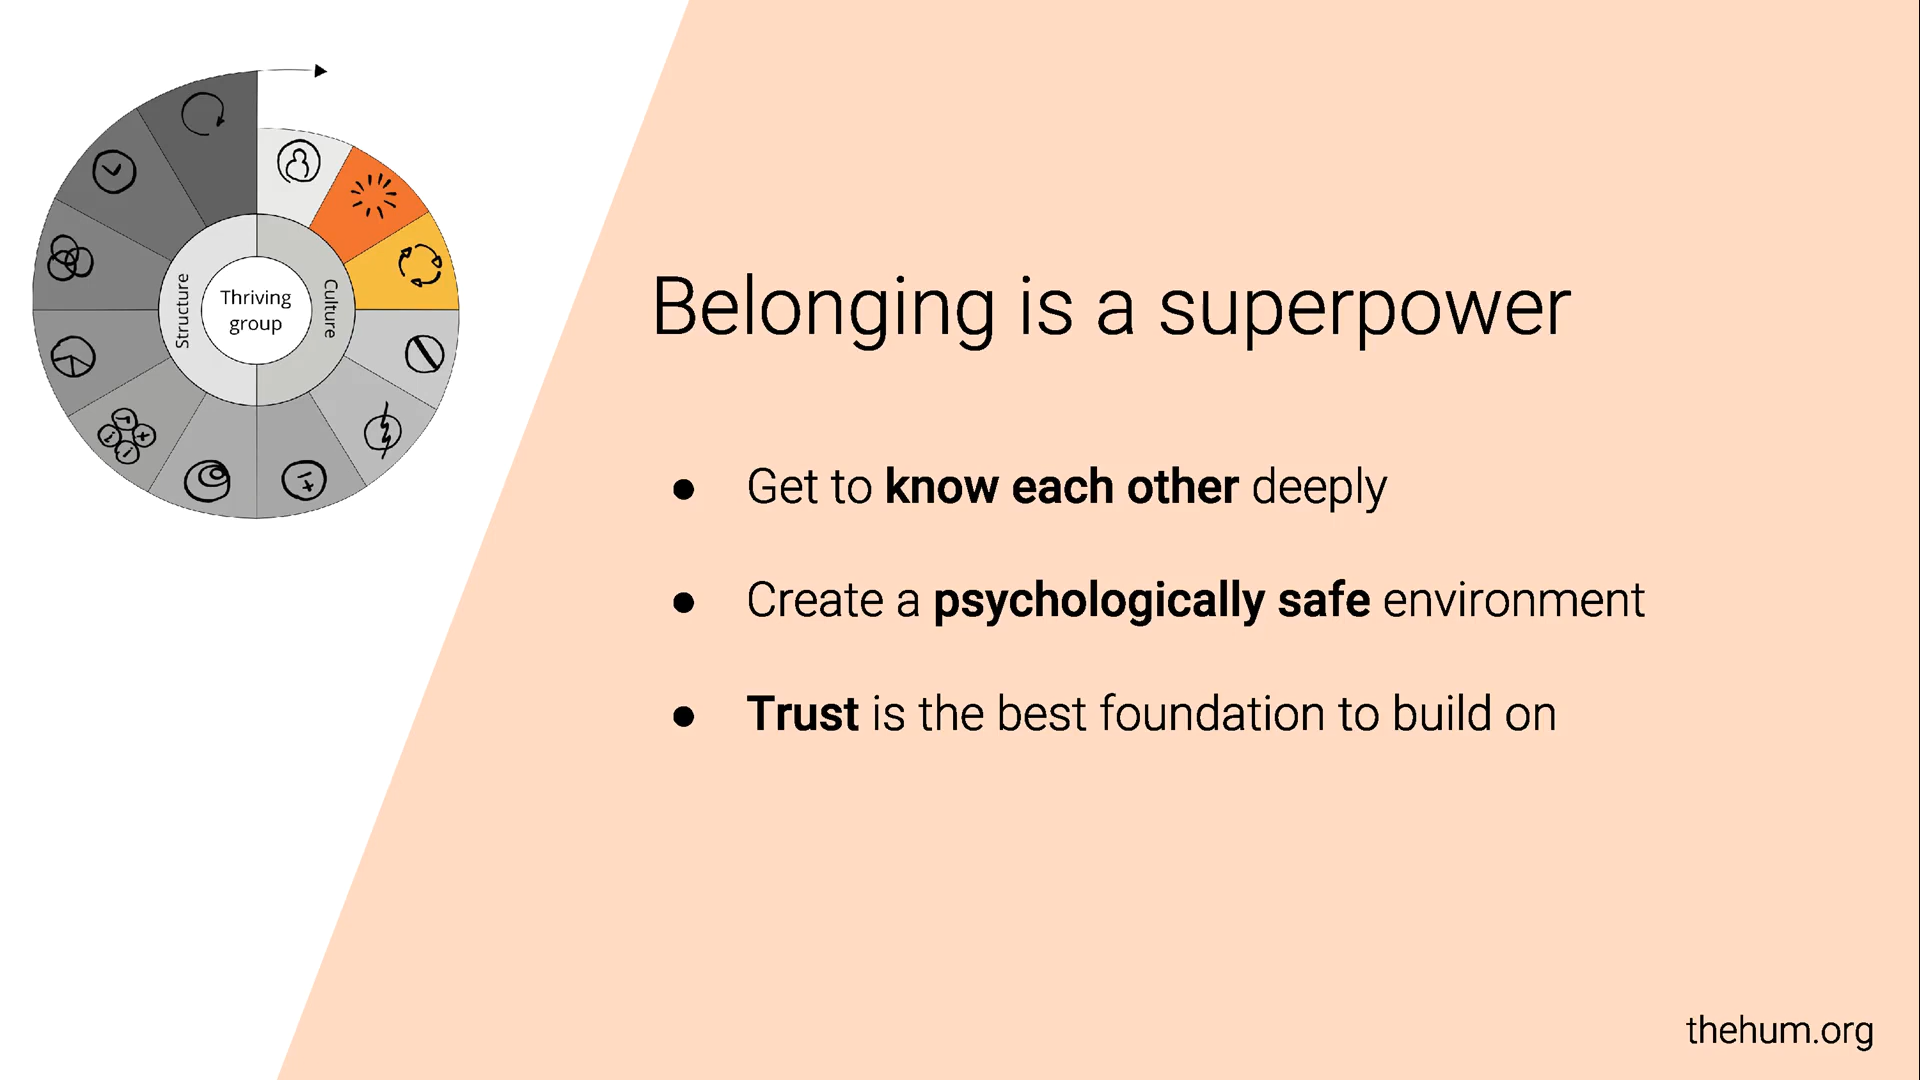 Thriving
group
Structure
Culture
Belonging is a superpower
● Get to know each other deeply
● Create a psychologically safe environment
● Trust is the best foundation to build on
thehum.org